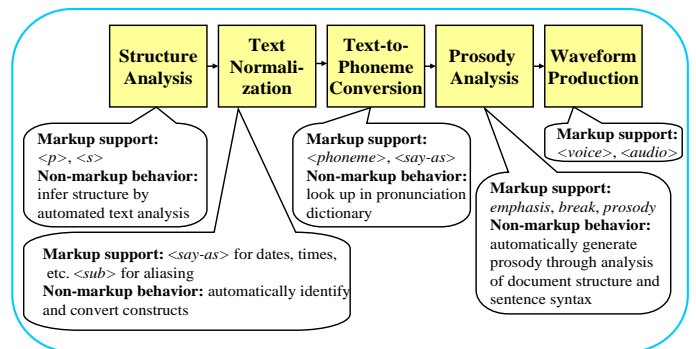 Structure
Analysis
Text
Normali-
zation
Text-to-
Phoneme
Conversion
Prosody
Analysis
Waveform
Production
Markup support:
<p>, <s>
Non-markup behavior:
infer structure by
automated text analysis
Markup support: <say-as> for dates, times,
etc. <sub> for aliasing
Non-markup behavior: automatically identify
and convert constructs
Markup support:
<phoneme>, <say-as>
Non-markup behavior:
look up in pronunciation
dictionary
Markup support:
emphasis, break, prosody
Non-markup behavior:
automatically generate
prosody through analysis
of document structure and
sentence syntax
Markup support:
<voice>, <audio>